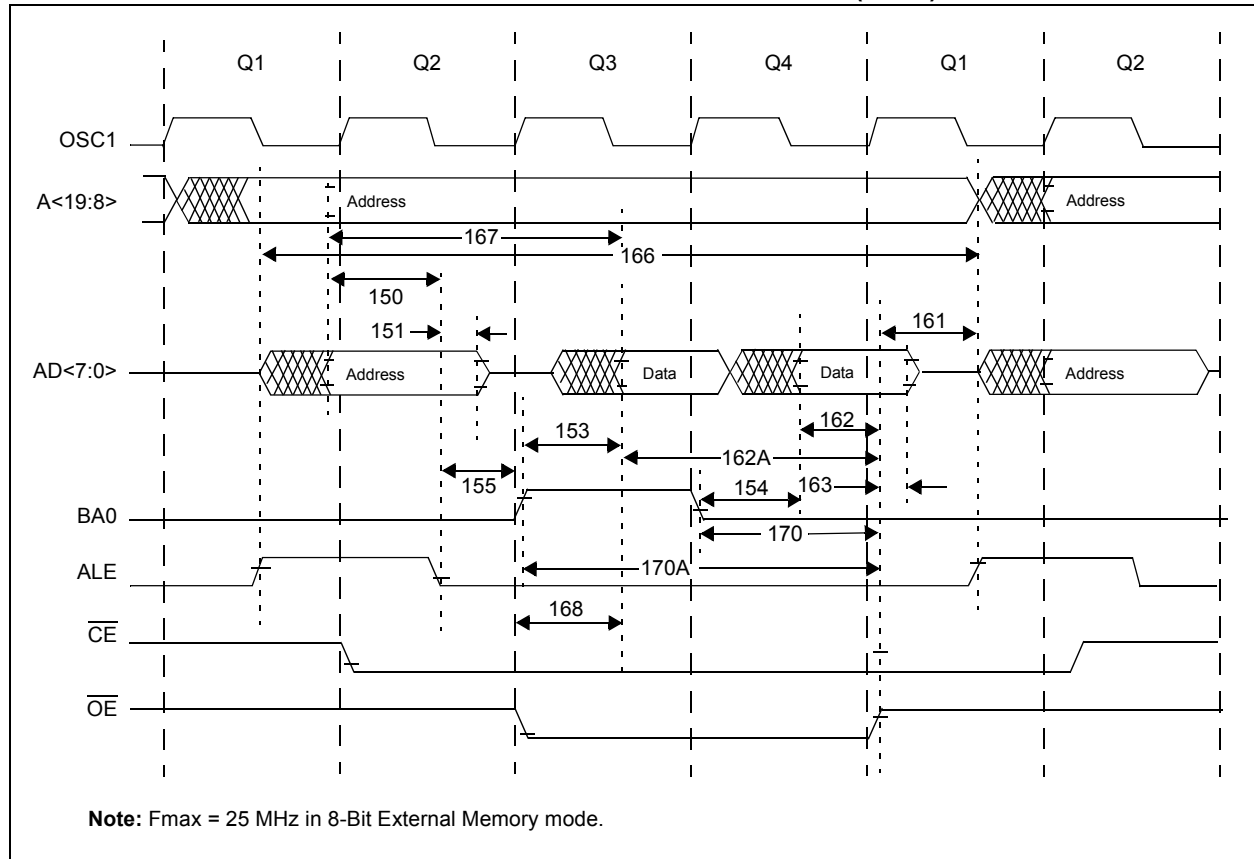 Q1 Q2 Q3 Q4 Q1 Q2
OSC1
A<19:8> Address Address
167
166
150
151 161
AD<7:0> Address Data Data Address
162
153
162A
155 154 163
BA0
170
ALE 170A
168
CE
OE
Note: Fmax = 25 MHz in 8-Bit External Memory mode.